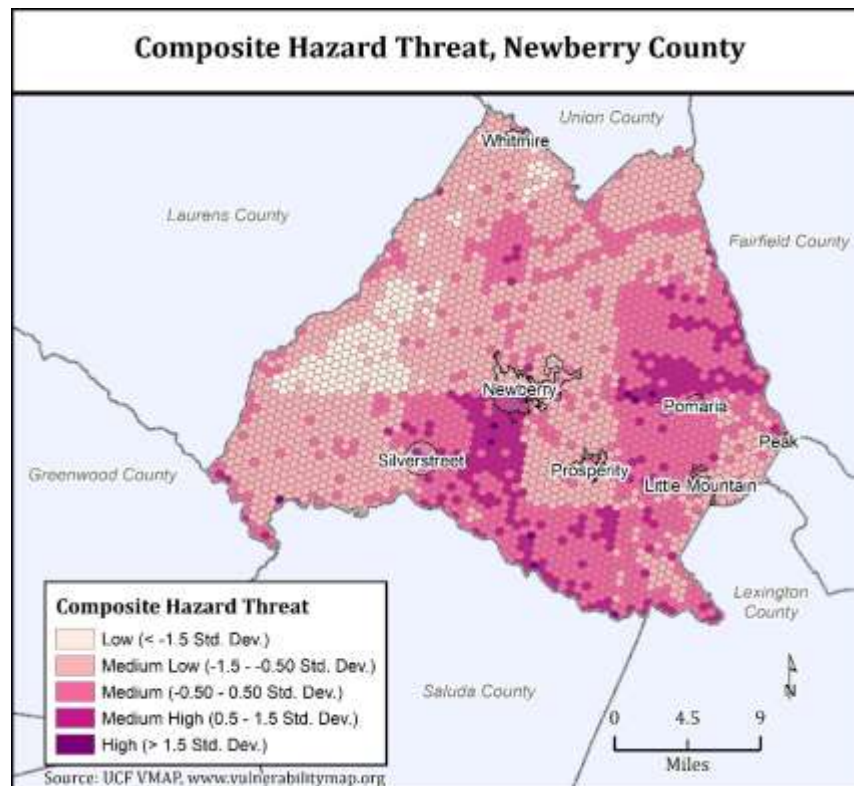 Composite Hazard Threat, Newberry County
Union County
Whitmire
Laurens County
Fairfield County
Newberry
Pomaria
Peak
Silverstreet
Prosperity
Greenwood County
Little Mountain
Composite Hazard Threat
Low (< -1.5 Std. Dev.)
Medium Low (-1.5 - -0.50 Std. Dev.)
Medium (-0.50 - 0.50 Std. Dev.)
Medium High (0.5 - 1.5 Std. Dev.)
High (> 1.5 Std. Dev.)
Lexington
County
Saluda County
N
0 4.5 9
Miles
Source: UCF VMAP, www.vulnerabilitymap.org